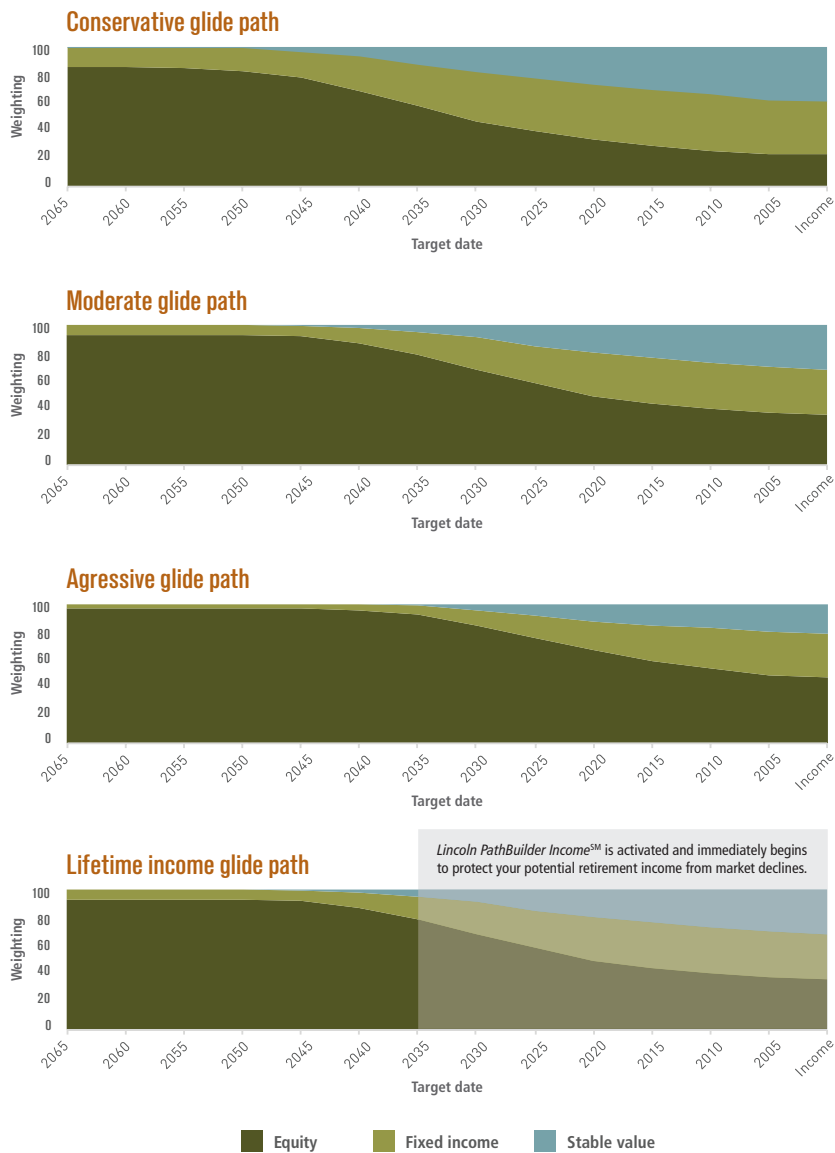 Conservative glide path
Weighting
100
80
60
40
20
0
2065 2060 2055 2050 2045 2040 2035 2030 2025 2020 2015 2010 2005 Income
Target date
Moderate glide path
Weighting
100
80
60
40
20
0
2065 2060 2055 2050 2045 2040 2035 2030 2025 2020 2015 2010 2005 Income
Target date
Agressive glide path
Weighting
100
80
60
40
20
0
2065 2060 2055 2050 2045 2040 2035 2030 2025 2020 2015 2010 2005 Income
Target date
Lifetime income glide path
Lincoln PathBuilder Income℠ is activated and immediately begins
to protect your potential retirement income from market declines.
Weighting
100
80
60
40
20
0
2065 2060 2055 2050 2045 2040 2035 2030 2025 2020 2015 2010 2005 Income
Target date
Equity Fixed income Stable value